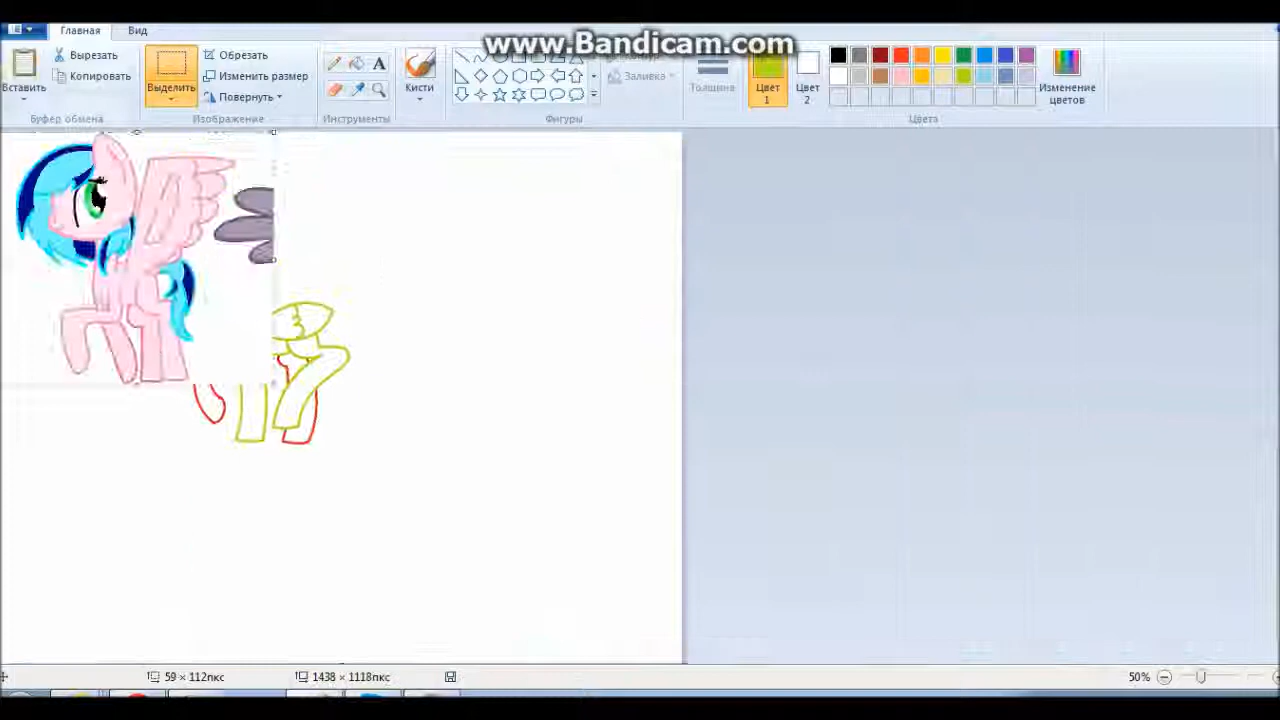 www.Bandicam.com
Главная Вид
Вставить
Вырезать
Копировать
Буфер обмена
Выделить
Обрезать
Изменить размер
Повернуть
Изображение
A
Инструменты
Кисти
Заливка
Фигуры
Толщина
Цвет 1
Цвет 2
Изменение цветов
Цвета
59 × 112пкс
1438 × 1118пкс
50%